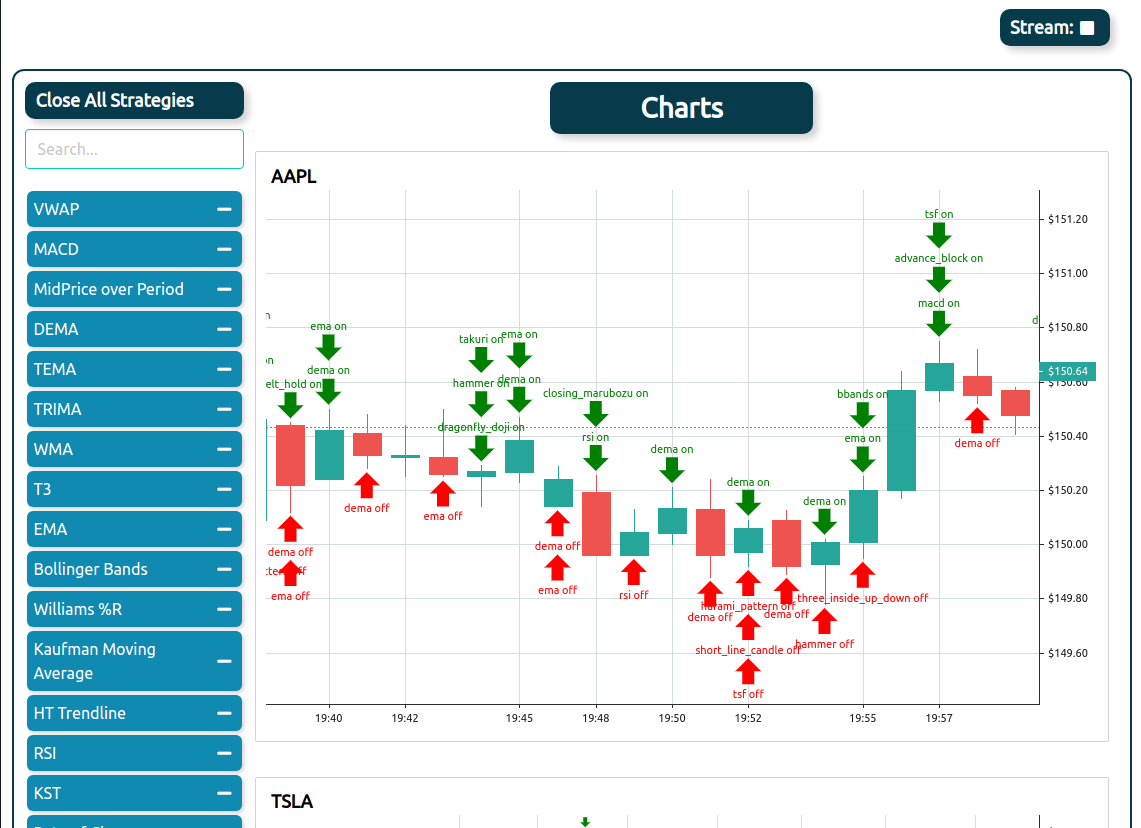 Stream:
Close All Strategies
Charts
Search...
VWAP
MACD
MidPrice over Period
DEMA
TEMA
TRIMA
WMA
T3
EMA
Bollinger Bands
Williams %R
Kaufman Moving
Average
HT Trendline
RSI
KST
AAPL
tsf on
$151.20
advance_block on
$151.00
macd on
ema on
$150.80
takuri on
ema on
dema on
$150.64
hammer on
dema on
$150.60
elt_hold on
closing_marubozu on
bbands on
dragonfly_doji on
rsi on
ema on
$150.40
dema off
dema on
dema on
$150.20
dema off
ema off
dema on
dema off
dema off
ema off
$150.00
ema off
ema off
rsi off
harami_pattern off
three_inside_up_down off
$149.80
dema off
dema off
short_line_candle off
hammer off
$149.60
tsf off
19:40
19:42
19:45
19:48
19:50
19:52
19:55
19:57
TSLA